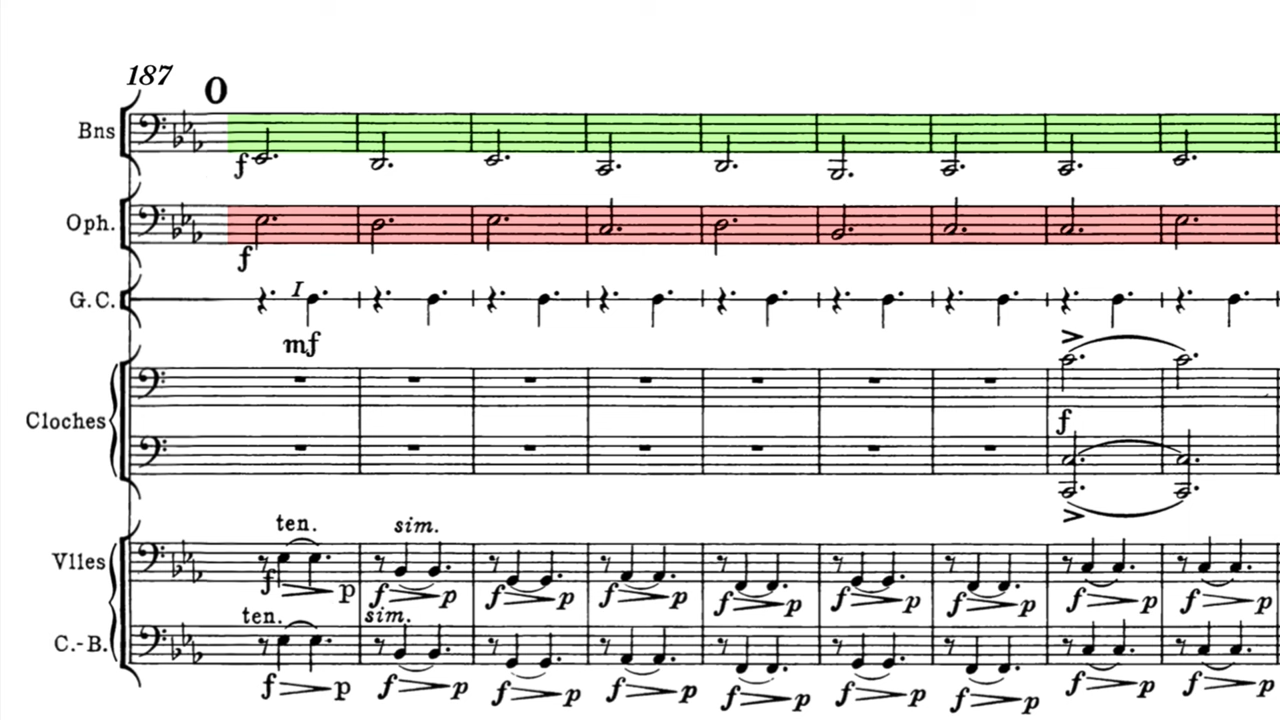 187
O
Bns
f
Oph.
f
G.C.
I
mf
Cloches
f
ten. sim.
Vlles
f p f p f p f p f p f p f p f p f p
ten. sim.
C.-B.
f p f p f p f p f p f p f p f p f p